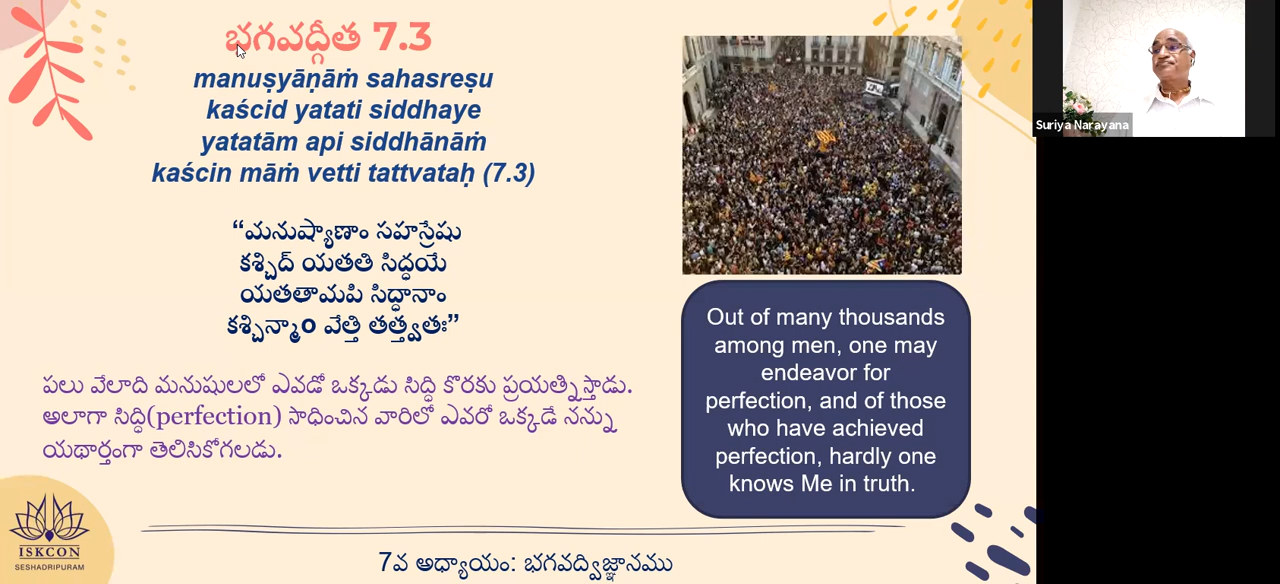 భగవద్గీత 7.3
manuṣyāṇāṁ sahasreṣu
kaścid yatati siddhaye
yatatām api siddhānāṁ
kaścin māṁ vetti tattvataḥ (7.3)
“మనుష్యాణాం సహస్రేషు
కశ్చిద్ యతతి సిద్ధయే
యతతామపి సిద్ధానాం
కశ్చిన్మాo వేత్తి తత్త్వతః”
పలు వేలాది మనుషులలో ఎవడో ఒక్కడు సిద్ధి కొరకు ప్రయత్నిస్తాడు.
అలాగా సిద్ధి(perfection) సాధించిన వారిలో ఎవరో ఒక్కడే నన్ను
యథార్తంగా తెలిసికోగలడు.
Out of many thousands
among men, one may
endeavor for
perfection, and of those
who have achieved
perfection, hardly one
knows Me in truth.
Suriya Narayana
ISKCON
SESHADRIPURAM
7వ అధ్యాయం: భగవద్విజ్ఞానము